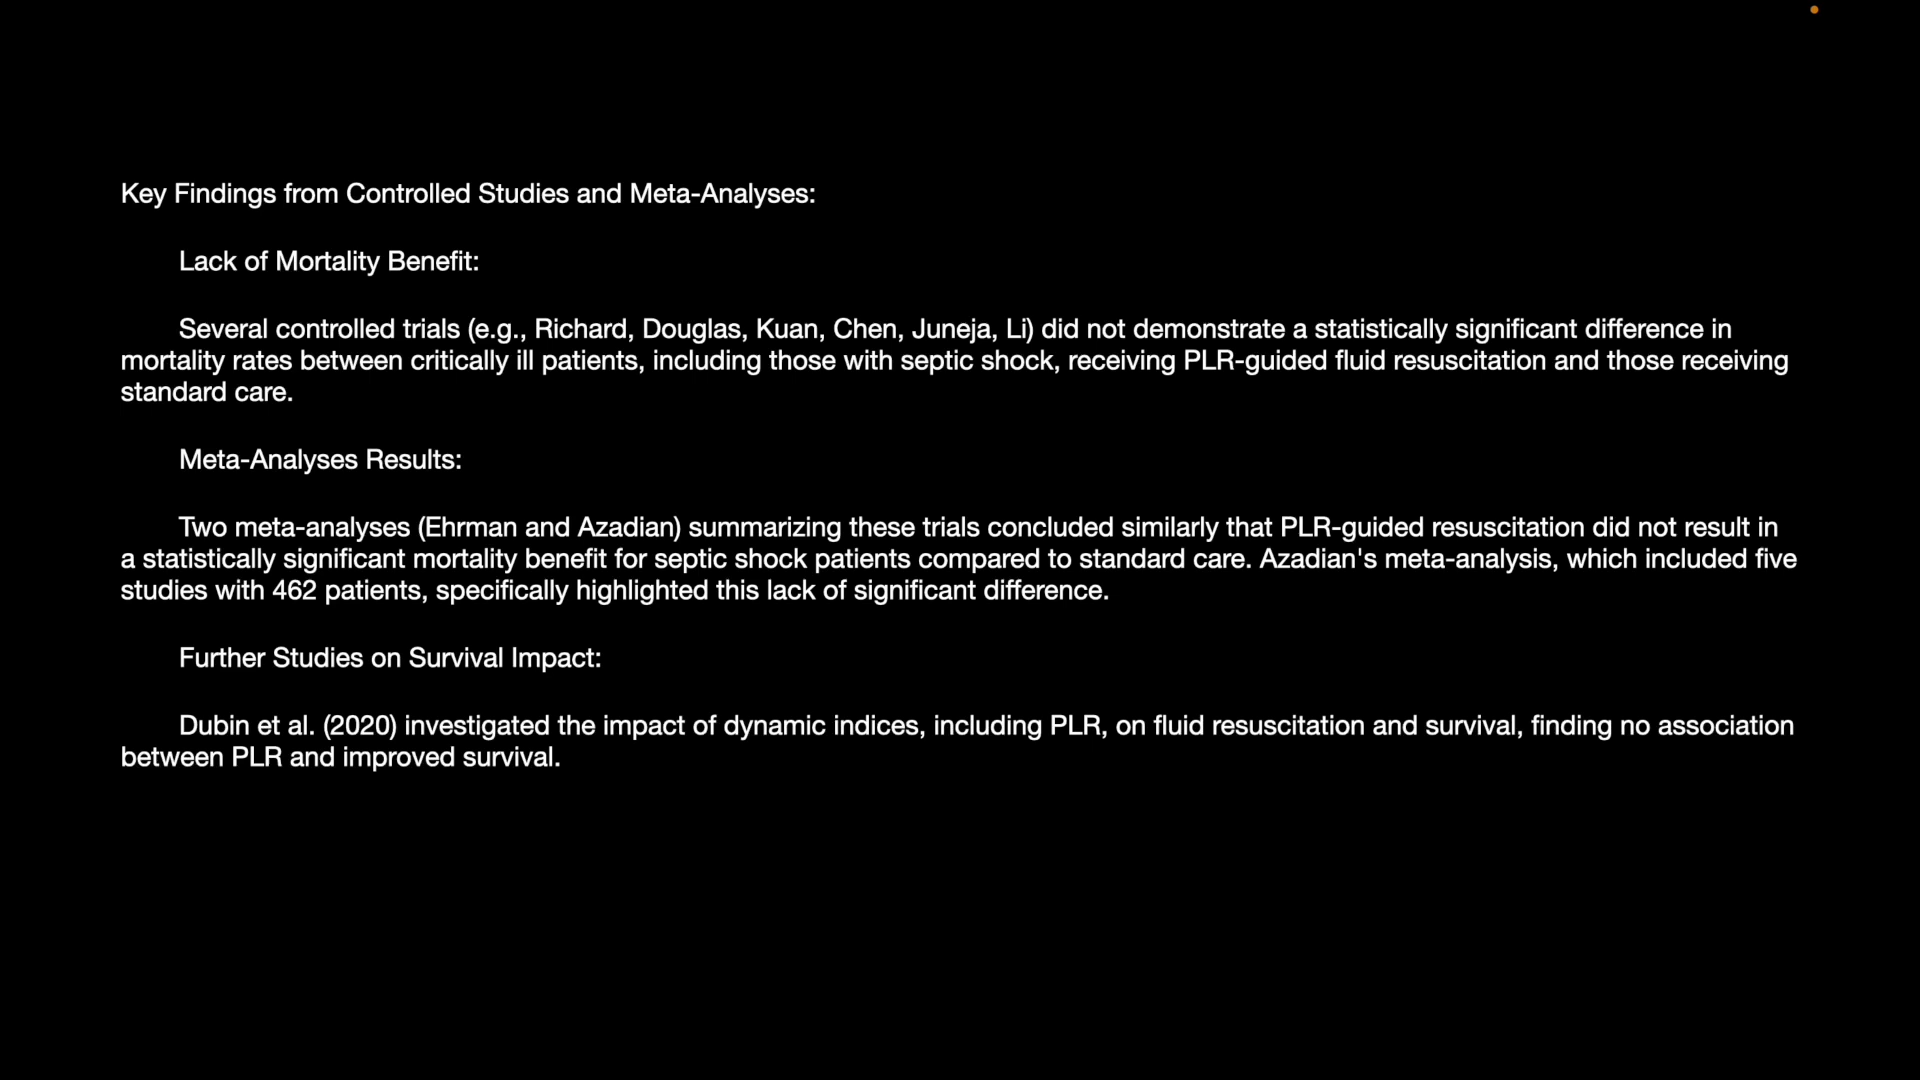 Key Findings from Controlled Studies and Meta-Analyses:
Lack of Mortality Benefit:
Several controlled trials (e.g., Richard, Douglas, Kuan, Chen, Juneja, Li) did not demonstrate a statistically significant difference in
mortality rates between critically ill patients, including those with septic shock, receiving PLR-guided fluid resuscitation and those receiving
standard care.
Meta-Analyses Results:
Two meta-analyses (Ehrman and Azadian) summarizing these trials concluded similarly that PLR-guided resuscitation did not result in
a statistically significant mortality benefit for septic shock patients compared to standard care. Azadian's meta-analysis, which included five
studies with 462 patients, specifically highlighted this lack of significant difference.
Further Studies on Survival Impact:
Dubin et al. (2020) investigated the impact of dynamic indices, including PLR, on fluid resuscitation and survival, finding no association
between PLR and improved survival.